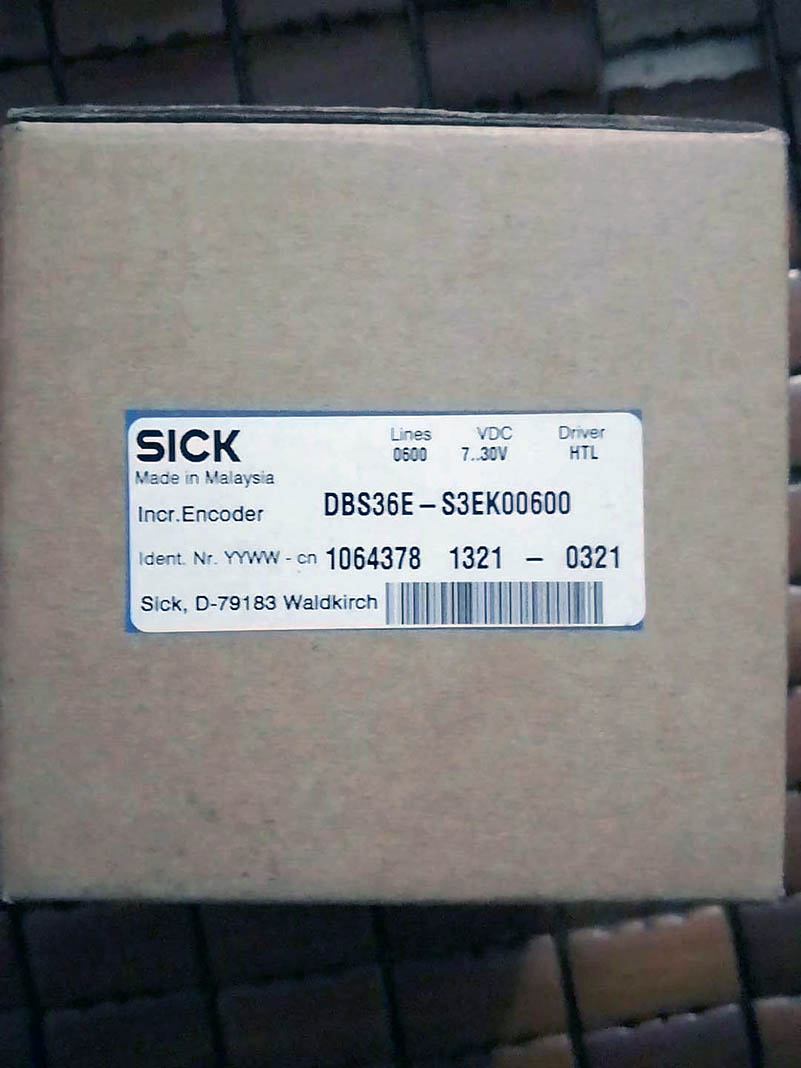 SICK
Lines VDC Driver
0600 7..30V HTL
Made in Malaysia
Incr.Encoder DBS36E-S3EK00600
Ident. Nr. YYWW - cn 1064378 1321 - 0321
Sick, D-79183 Waldkirch